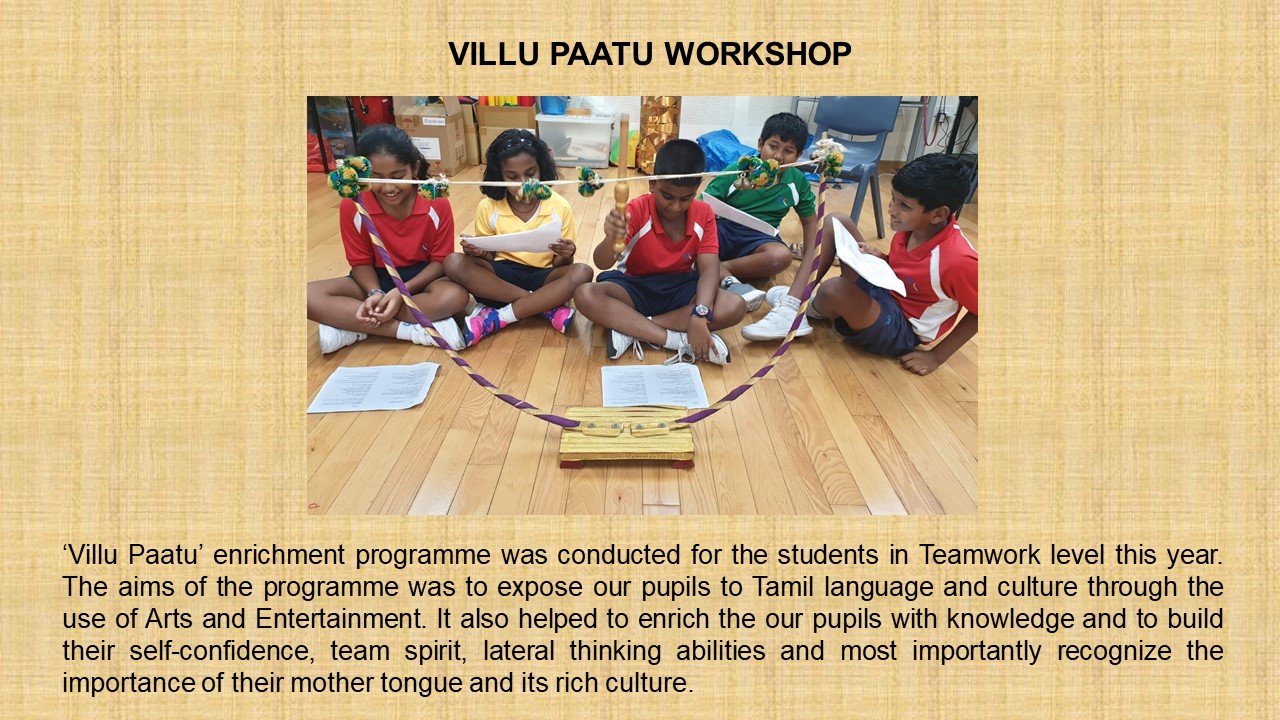 VILLU PAATU WORKSHOP
‘Villu Paatu’ enrichment programme was conducted for the students in Teamwork level this year.
The aims of the programme was to expose our pupils to Tamil language and culture through the
use of Arts and Entertainment. It also helped to enrich the our pupils with knowledge and to build
their self-confidence, team spirit, lateral thinking abilities and most importantly recognize the
importance of their mother tongue and its rich culture.